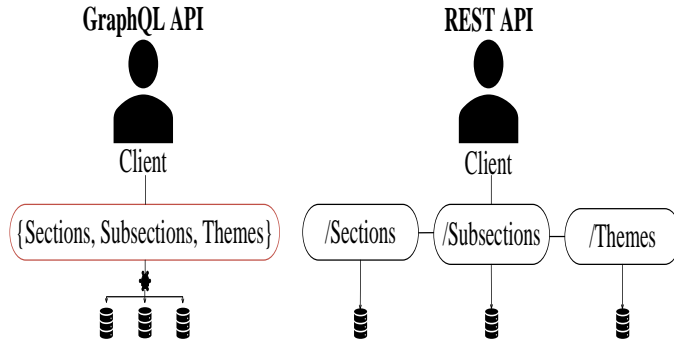 GraphQL API
Client
{Sections, Subsections, Themes}
REST API
Client
/Sections
/Subsections
/Themes